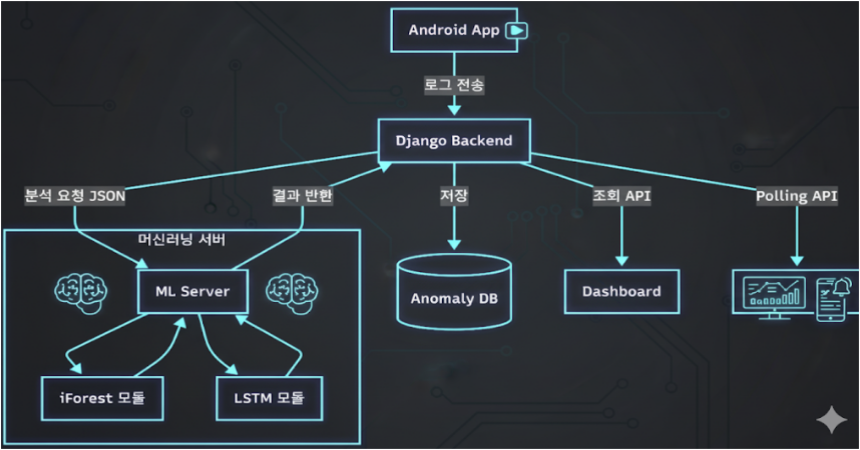 Android App
로그 전송
Django Backend
분석 요청 JSON
결과 반환
저장
조회 API
Polling API
머신러닝 서버
ML Server
Anomaly DB
Dashboard
iForest 모돌
LSTM 모돌